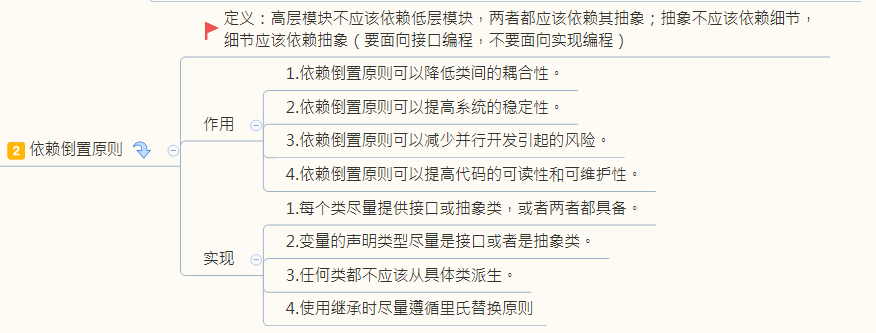 定义：高层模块不应该依赖低层模块，两者都应该依赖其抽象；抽象不应该依赖细节，
细节应该依赖抽象（要面向接口编程，不要面向实现编程）
2 依赖倒置原则
作用
1.依赖倒置原则可以降低类间的耦合性。
2.依赖倒置原则可以提高系统的稳定性。
3.依赖倒置原则可以减少并行开发引起的风险。
4.依赖倒置原则可以提高代码的可读性和可维护性。
实现
1.每个类尽量提供接口或抽象类，或者两者都具备。
2.变量的声明类型尽量是接口或者是抽象类。
3.任何类都不应该从具体类派生。
4.使用继承时尽量遵循里氏替换原则